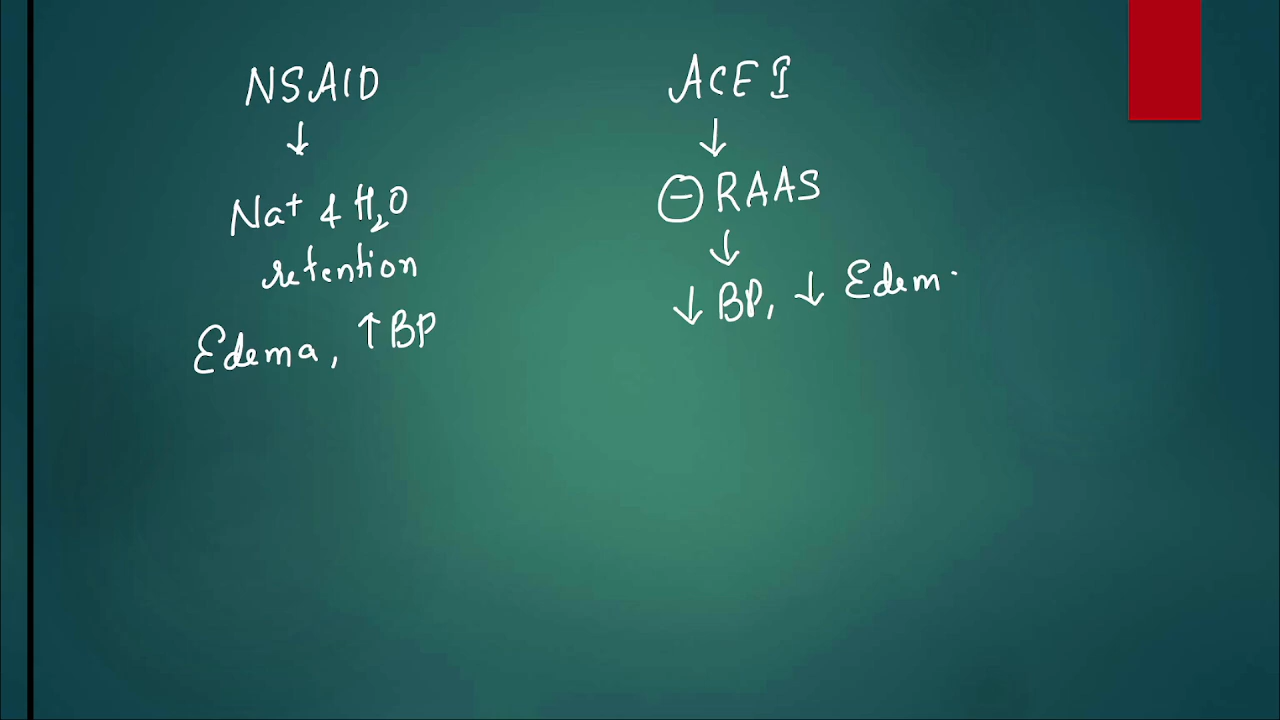 NSAID
↓
Na⁺ & H₂O
retention
Edema, ↑BP
ACE I
↓
⊖ RAAS
↓
↓ BP, ↓ Edem